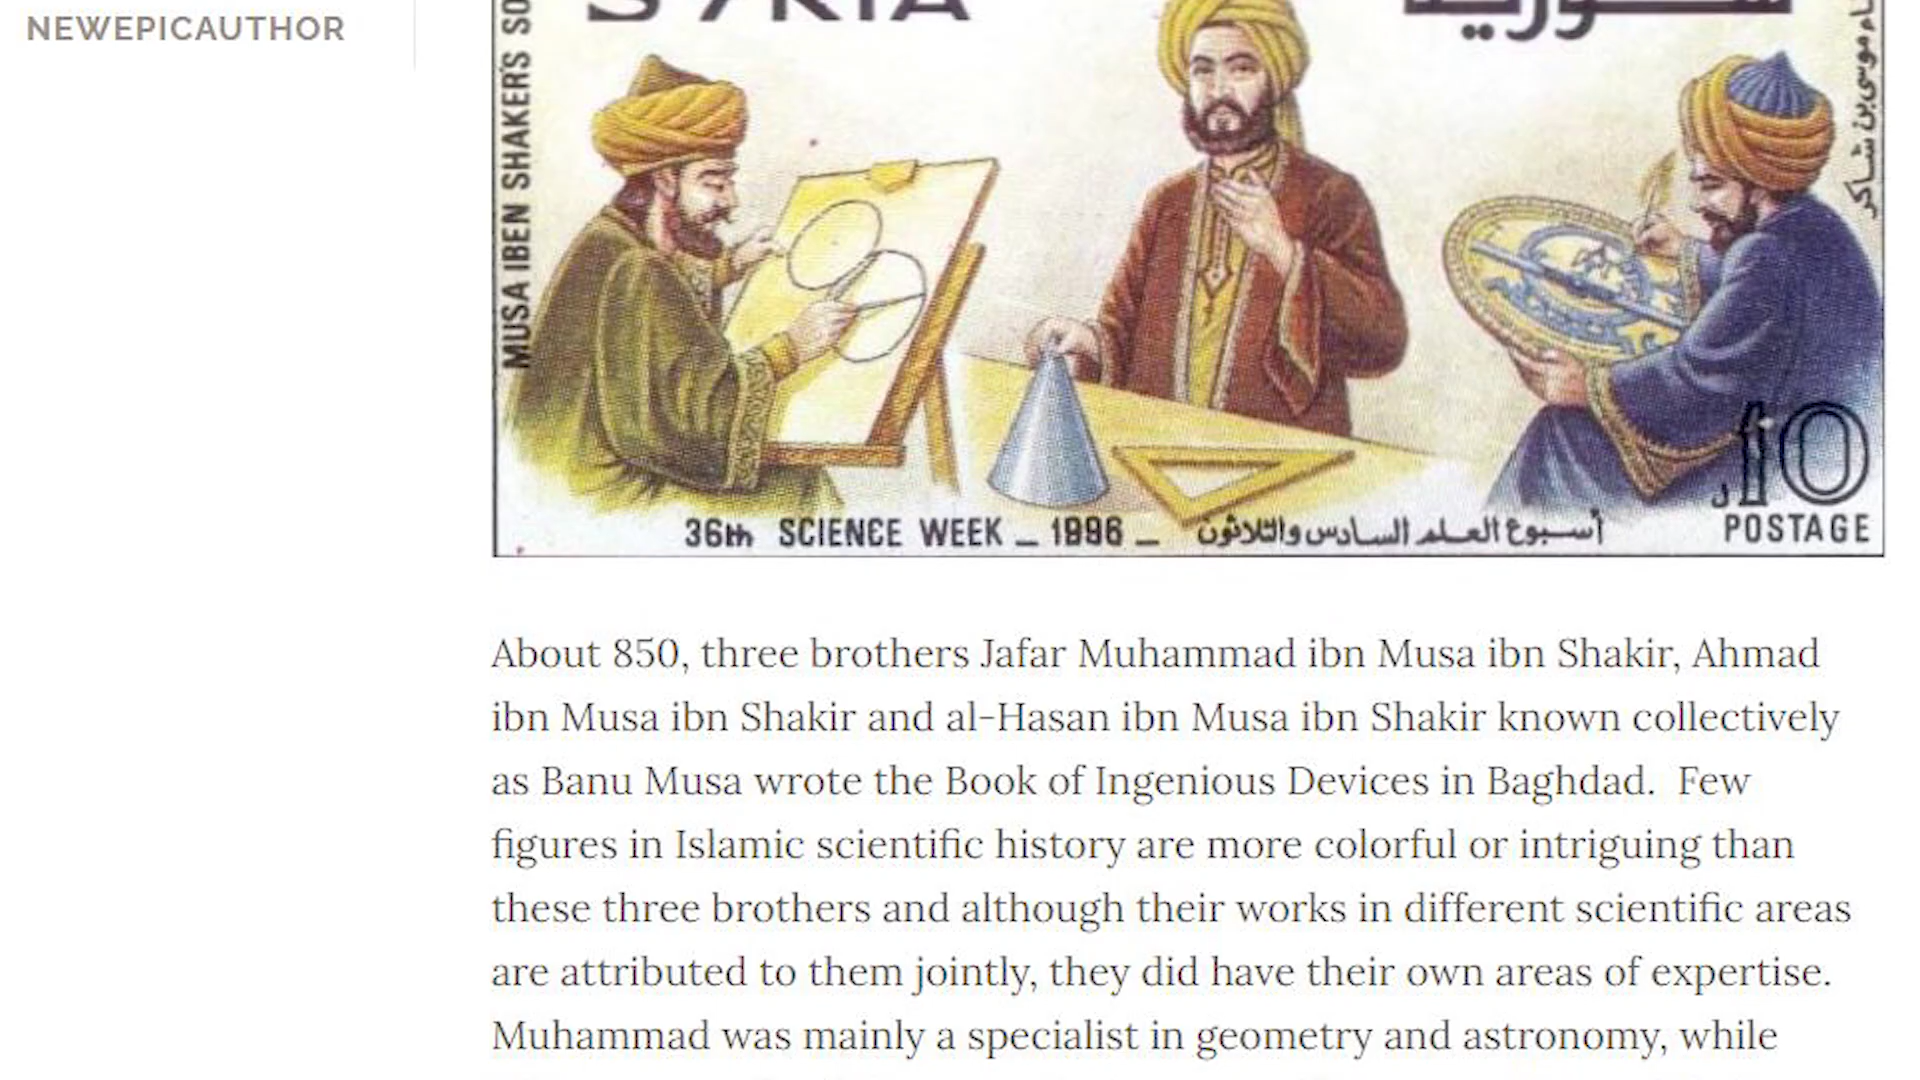 NEWEPICAUTHOR
SYRIA
سورية
MUSA IBEN SHAKER'S SO
موسى بن شاكر
36th SCIENCE WEEK _ 1996 _ أسبوع العلم السادس والثلاثون
10
POSTAGE
About 850, three brothers Jafar Muhammad ibn Musa ibn Shakir, Ahmad
ibn Musa ibn Shakir and al-Hasan ibn Musa ibn Shakir known collectively
as Banu Musa wrote the Book of Ingenious Devices in Baghdad.  Few
figures in Islamic scientific history are more colorful or intriguing than
these three brothers and although their works in different scientific areas
are attributed to them jointly, they did have their own areas of expertise.
Muhammad was mainly a specialist in geometry and astronomy, while